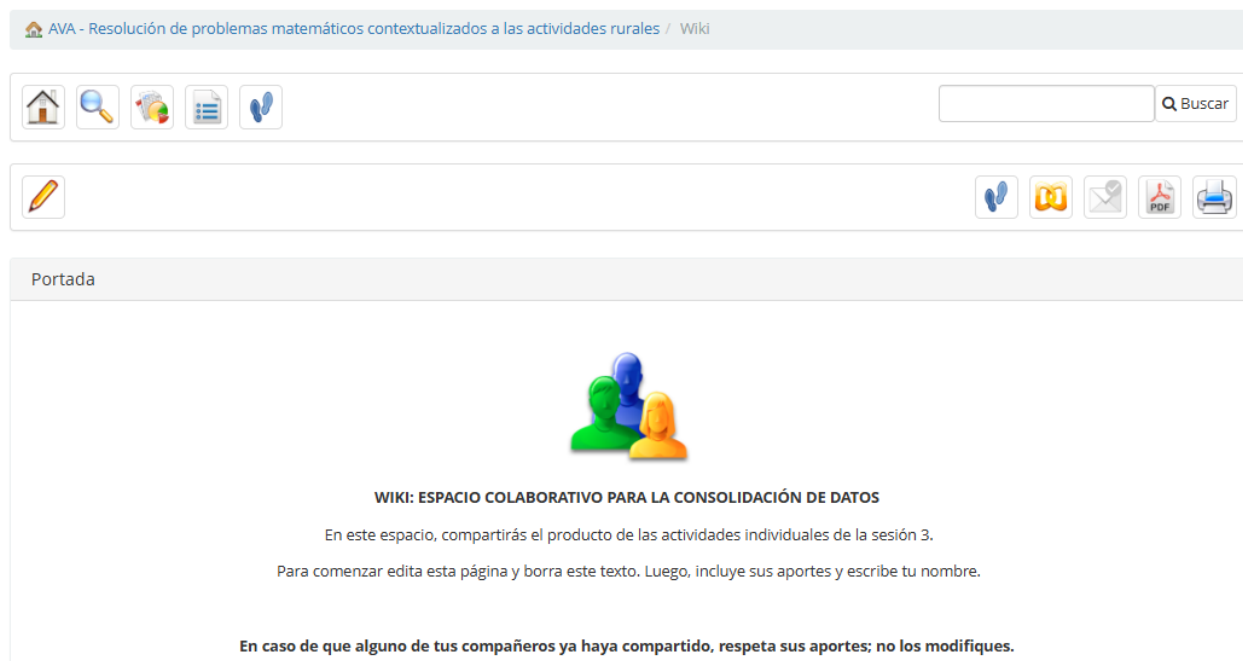 AVA - Resolución de problemas matemáticos contextualizados a las actividades rurales / Wiki
Buscar
PDF
Portada
WIKI: ESPACIO COLABORATIVO PARA LA CONSOLIDACIÓN DE DATOS
En este espacio, compartirás el producto de las actividades individuales de la sesión 3.
Para comenzar edita esta página y borra este texto. Luego, incluye sus aportes y escribe tu nombre.
En caso de que alguno de tus compañeros ya haya compartido, respeta sus aportes; no los modifiques.